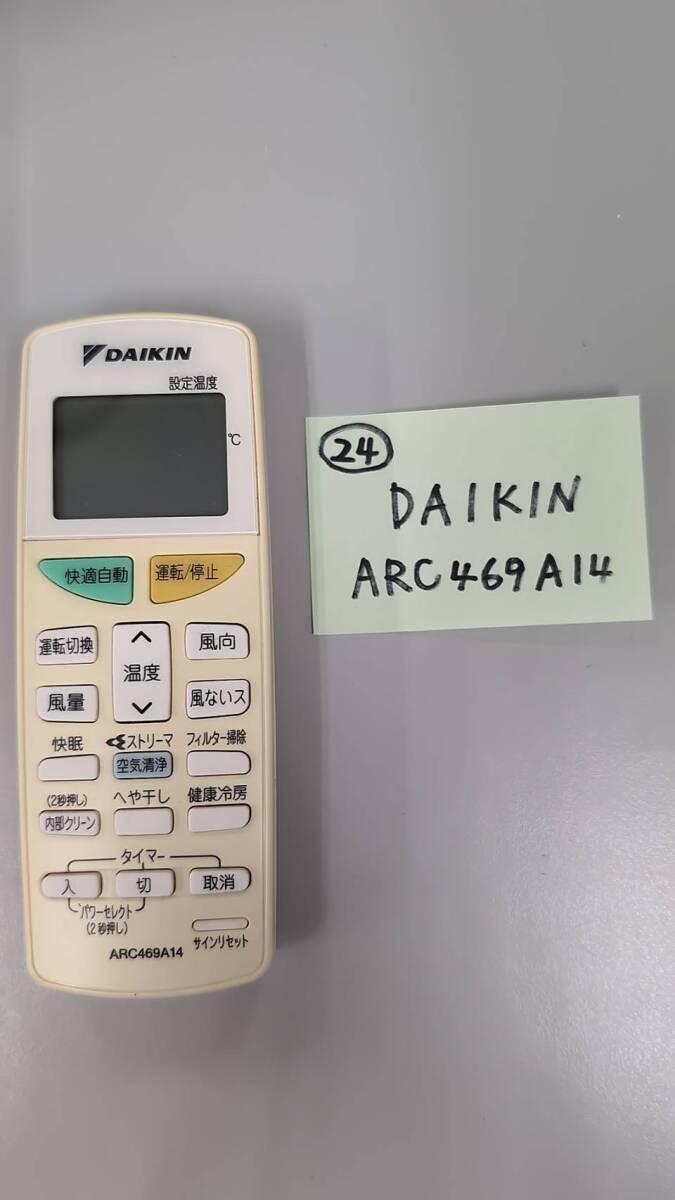 DAIKIN
設定温度
℃
快適自動
運転/停止
運転切換
温度
風向
風量
風ないス
快眠
ストリーマ
空気清浄
フィルター掃除
(2秒押し)
内部クリーン
へや干し
健康冷房
タイマー
入
切
取消
パワーセレクト
(2秒押し)
サインリセット
ARC469A14
24
DAIKIN
ARC469A14